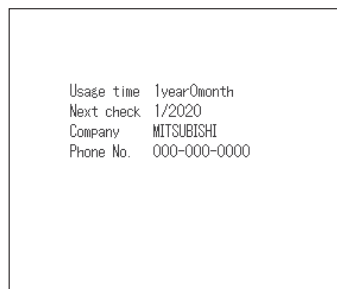 Usage time 1year0month
Next check 1/2020
Company MITSUBISHI
Phone No. 000-000-0000